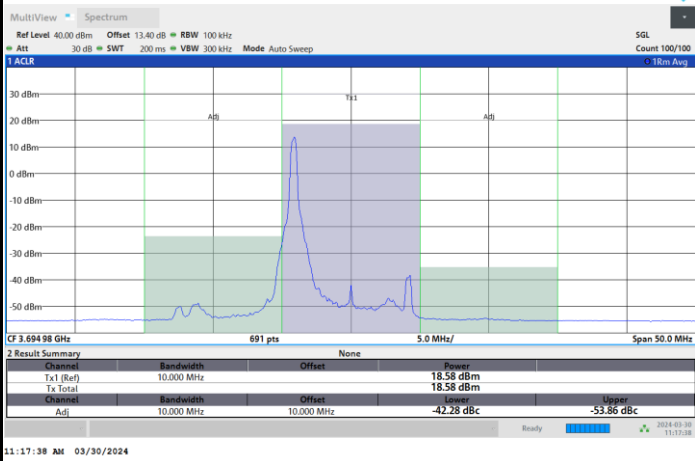 MultiView Spectrum
Ref Level 40.00 dBm Offset 13.40 dB RBW 100 kHz SGL
Att 30 dB SWT 200 ms VBW 300 kHz Mode Auto Sweep Count 100/100
1 ACLR 1Rm Avg
30 dBm
Tx1
20 dBm Adj Adj
10 dBm
0 dBm
-10 dBm
-20 dBm
-30 dBm
-40 dBm
-50 dBm
CF 3.694 98 GHz 691 pts 5.0 MHz/ Span 50.0 MHz
2 Result Summary None
Channel Bandwidth Offset Power
Tx1 (Ref) 10.000 MHz 18.58 dBm
Tx Total 18.58 dBm
Channel Bandwidth Offset Lower Upper
Adj 10.000 MHz 10.000 MHz -42.28 dBc -53.86 dBc
Ready 2024-03-30
11:17:38
11:17:38 AM 03/30/2024